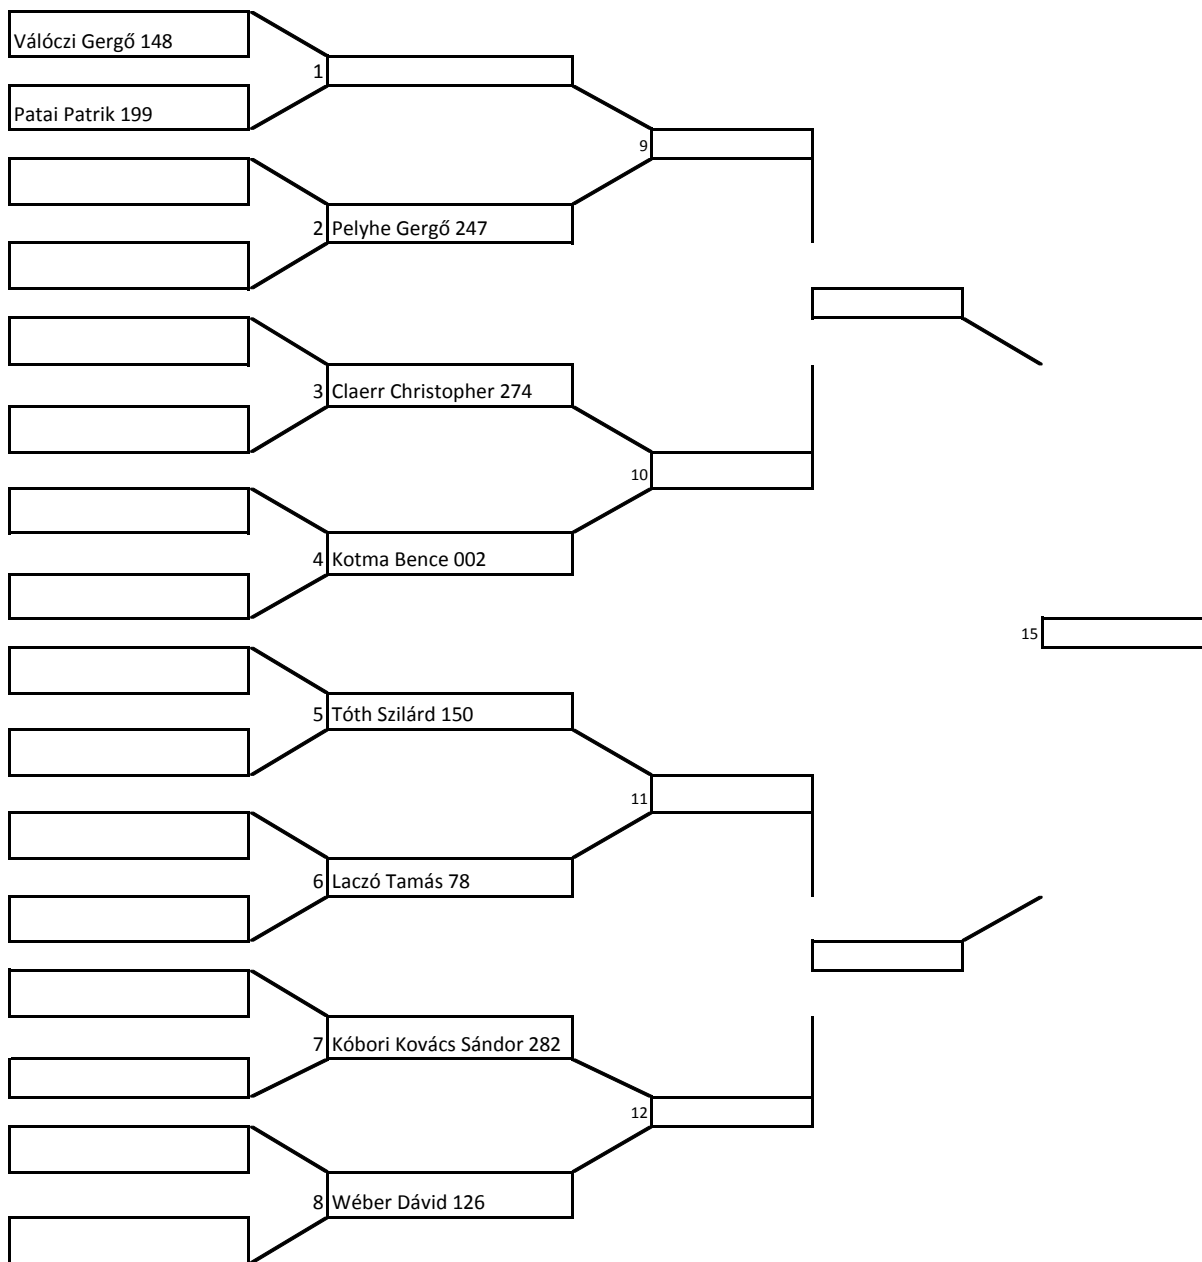 Válóczi Gergő 148
1
Patai Patrik 199
9
2 Pelyhe Gergő 247
3 Claerr Christopher 274
10
4 Kotma Bence 002
15
5 Tóth Szilárd 150
11
6 Laczó Tamás 78
7 Kóbori Kovács Sándor 282
12
8 Wéber Dávid 126